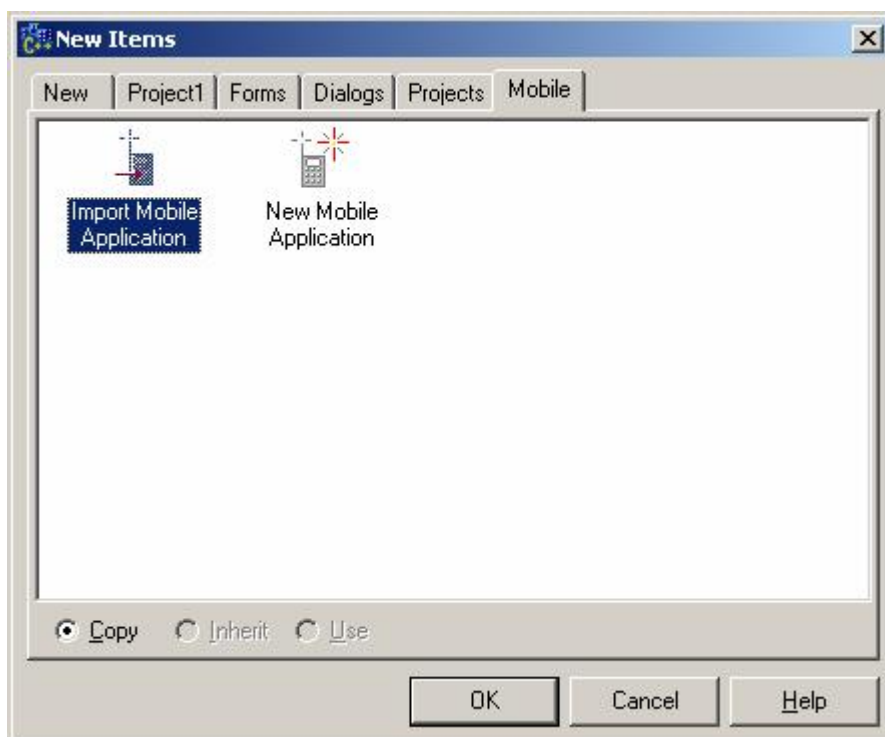 New Items
New Project1 Forms Dialogs Projects Mobile
Import Mobile
Application
New Mobile
Application
Copy Inherit Use
OK Cancel Help